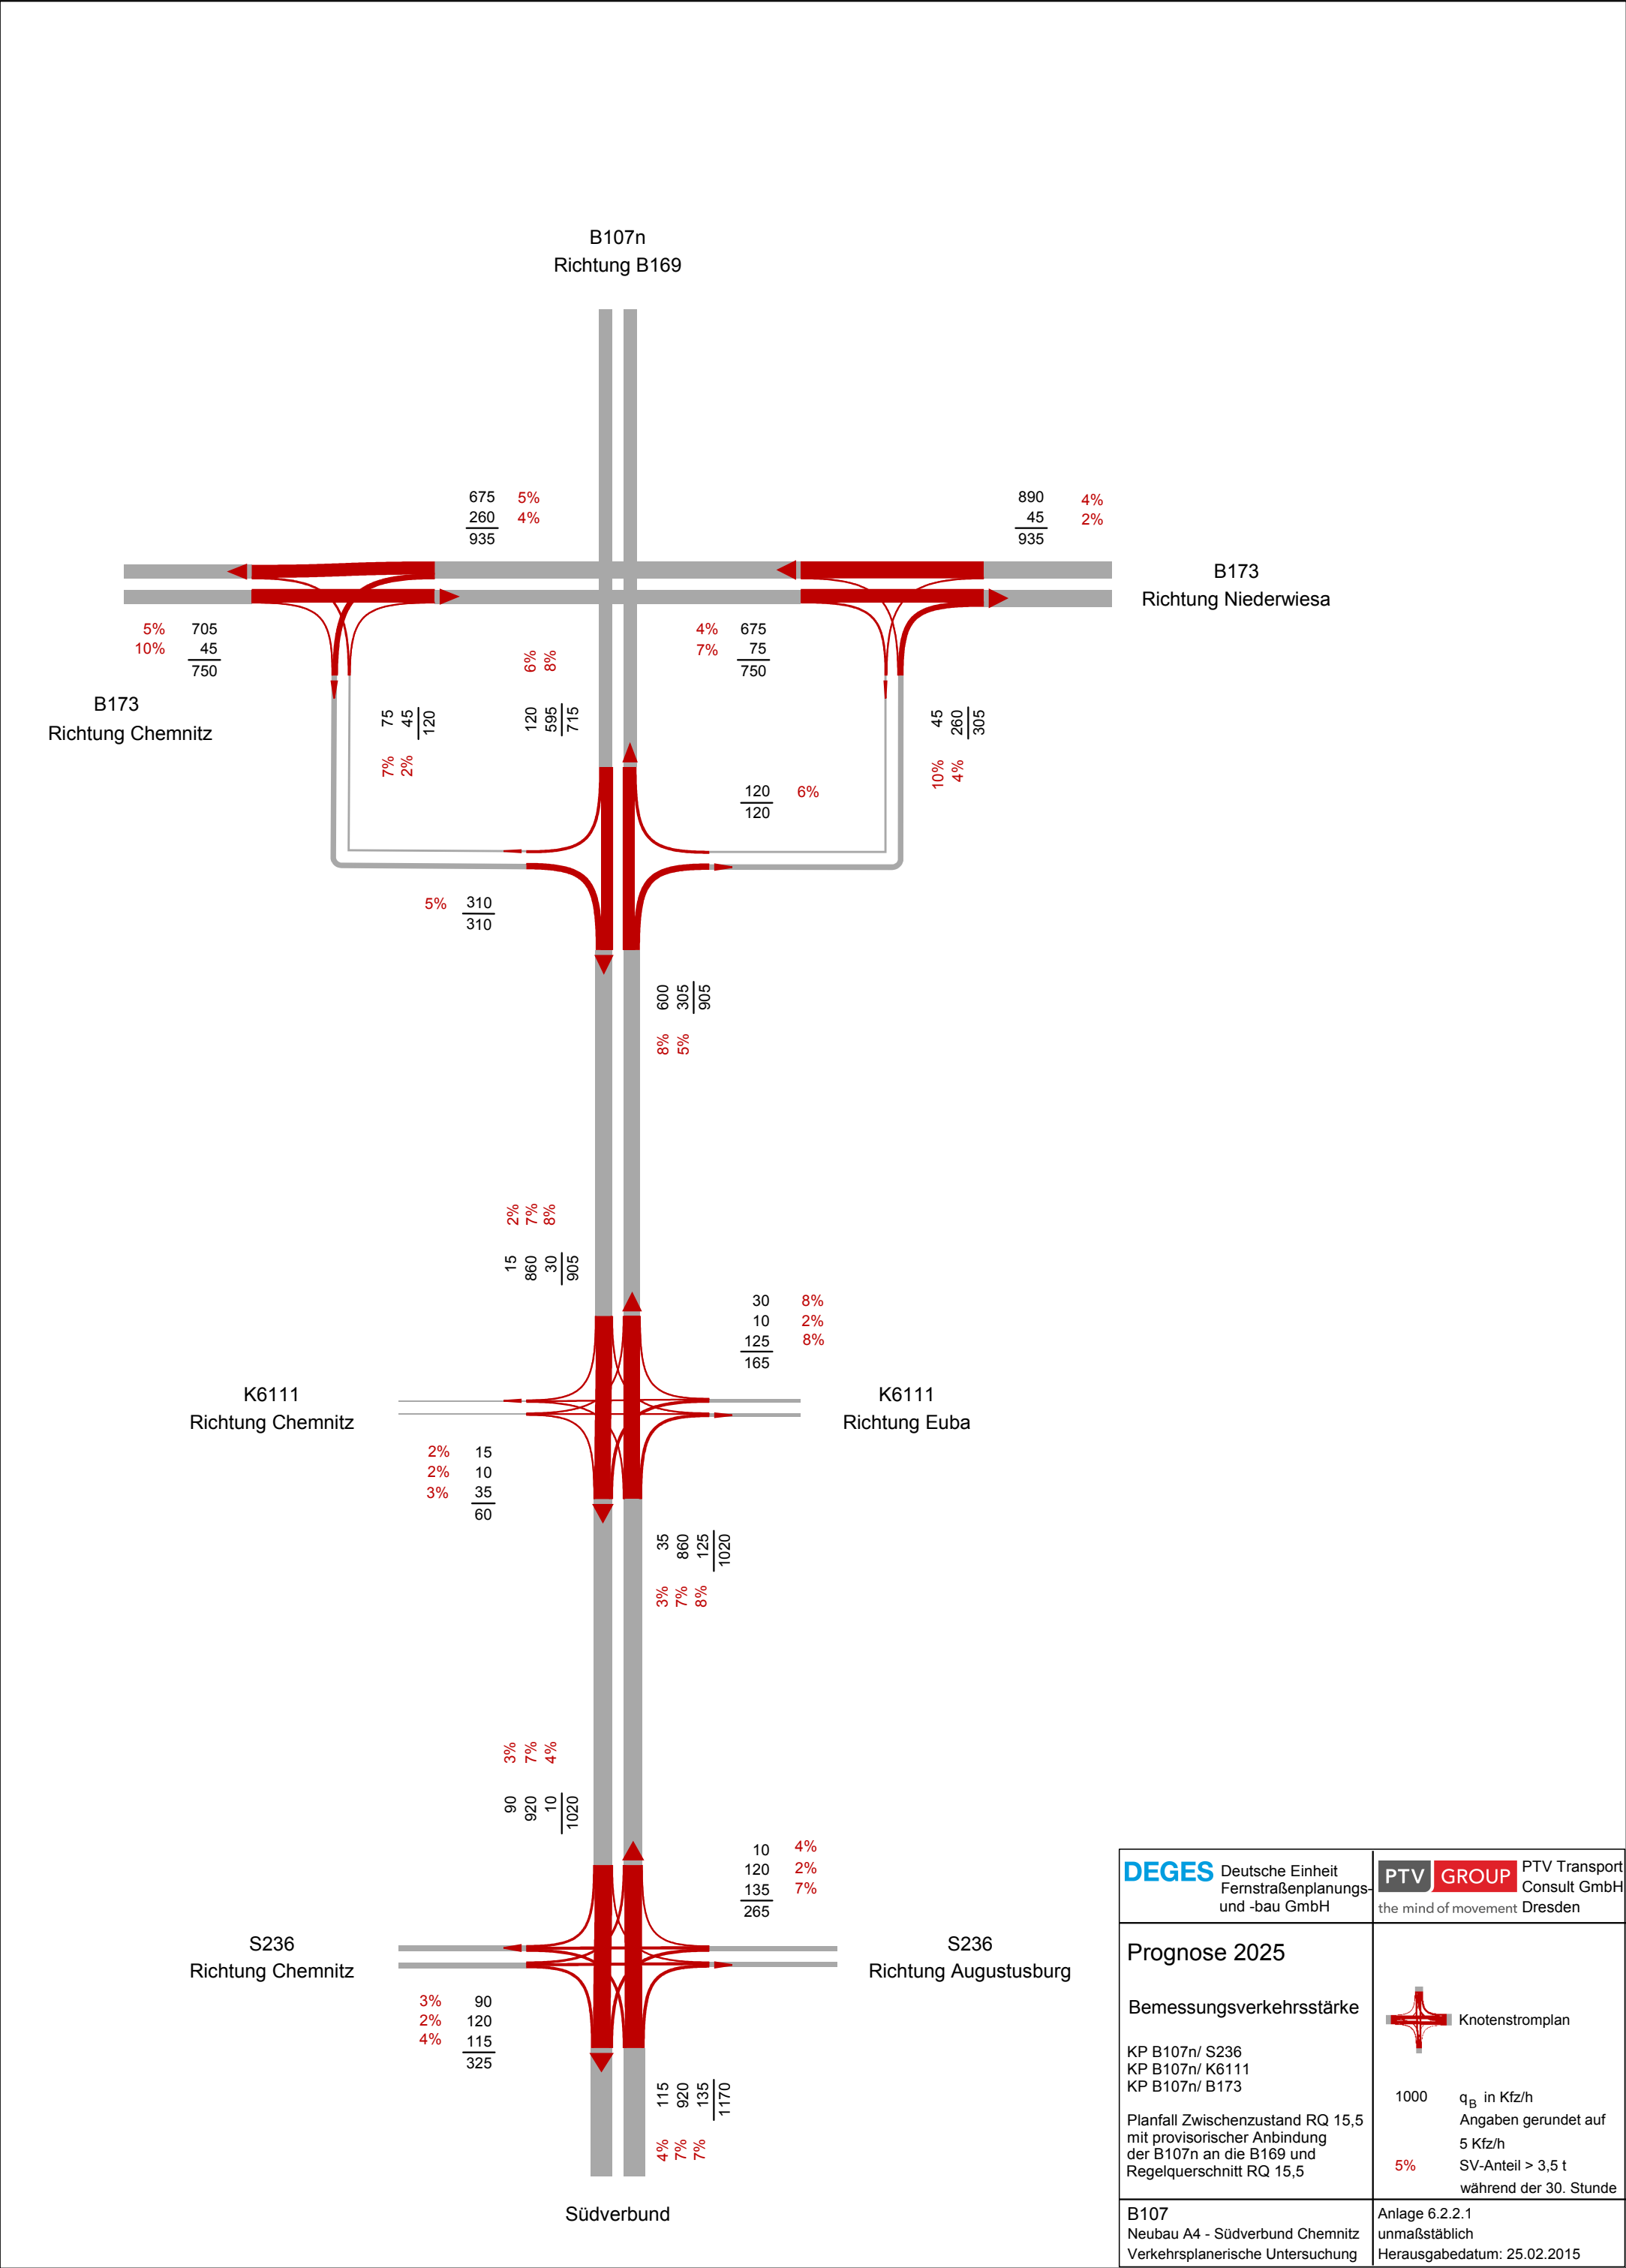 B107n
Richtung B169
675 5%
260 4%
935
890 4%
45 2%
935
B173
Richtung Niederwiesa
5% 705
10% 45
750
B173
Richtung Chemnitz
4% 675
7% 75
750
6% 8%
120 595 715
75 45 120
7% 2%
45 260 305
10% 4%
120 6%
120
5% 310
310
600 305 905
8% 5%
2% 7% 8%
15 860 30 905
30 8%
10 2%
125 8%
165
K6111
Richtung Chemnitz
K6111
Richtung Euba
2% 15
2% 10
3% 35
60
35 860 125 1020
3% 7% 8%
3% 7% 4%
90 920 10 1020
10 4%
120 2%
135 7%
265
S236
Richtung Chemnitz
S236
Richtung Augustusburg
3% 90
2% 120
4% 115
325
115 920 135 1170
4% 7% 7%
Südverbund
DEGES Deutsche Einheit
Fernstraßenplanungs-
und -bau GmbH
PTV GROUP
the mind of movement
PTV Transport
Consult GmbH
Dresden
Prognose 2025
Bemessungsverkehrsstärke
KP B107n/ S236
KP B107n/ K6111
KP B107n/ B173
Planfall Zwischenzustand RQ 15,5
mit provisorischer Anbindung
der B107n an die B169 und
Regelquerschnitt RQ 15,5
Knotenstromplan
1000 qB in Kfz/h
Angaben gerundet auf
5 Kfz/h
5% SV-Anteil > 3,5 t
während der 30. Stunde
B107
Neubau A4 - Südverbund Chemnitz
Verkehrsplanerische Untersuchung
Anlage 6.2.2.1
unmaßstäblich
Herausgabedatum: 25.02.2015